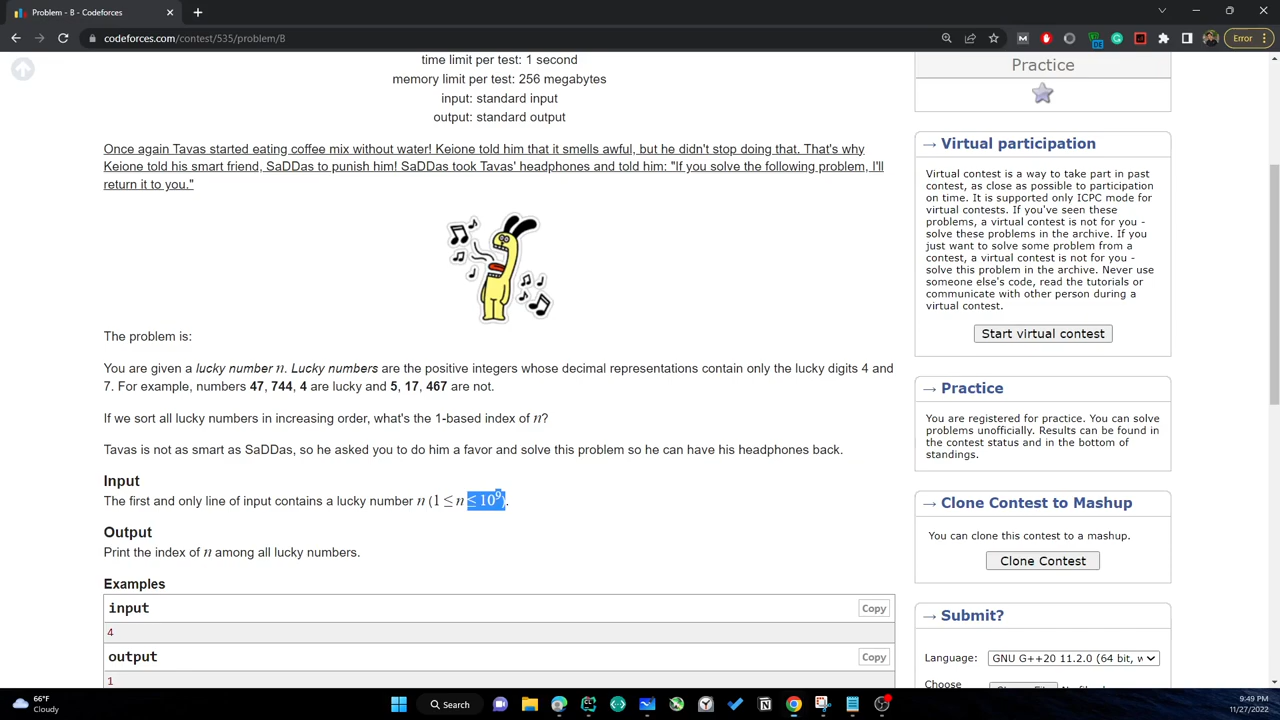 Problem - B - Codeforces
codeforces.com/contest/535/problem/B
Error
time limit per test: 1 second
memory limit per test: 256 megabytes
input: standard input
output: standard output
Once again Tavas started eating coffee mix without water! Keione told him that it smells awful, but he didn't stop doing that. That's why
Keione told his smart friend, SaDDas to punish him! SaDDas took Tavas' headphones and told him: "If you solve the following problem, I'll
return it to you."
The problem is:
You are given a lucky number n. Lucky numbers are the positive integers whose decimal representations contain only the lucky digits 4 and
7. For example, numbers 47, 744, 4 are lucky and 5, 17, 467 are not.
If we sort all lucky numbers in increasing order, what's the 1-based index of n?
Tavas is not as smart as SaDDas, so he asked you to do him a favor and solve this problem so he can have his headphones back.
Input
The first and only line of input contains a lucky number n (1 ≤ n ≤ 10⁹).
Output
Print the index of n among all lucky numbers.
Examples
input
Copy
4
output
Copy
1
Practice
→ Virtual participation
Virtual contest is a way to take part in past
contest, as close as possible to participation
on time. It is supported only ICPC mode for
virtual contests. If you've seen these
problems, a virtual contest is not for you -
solve these problems in the archive. If you
just want to solve some problem from a
contest, a virtual contest is not for you -
solve this problem in the archive. Never use
someone else's code, read the tutorials or
communicate with other person during a
virtual contest.
Start virtual contest
→ Practice
You are registered for practice. You can solve
problems unofficially. Results can be found
in the contest status and in the bottom of
standings.
→ Clone Contest to Mashup
You can clone this contest to a mashup.
Clone Contest
→ Submit?
Language:
GNU G++20 11.2.0 (64 bit, w
Choose
66°F
Cloudy
Search
9:49 PM
11/27/2022